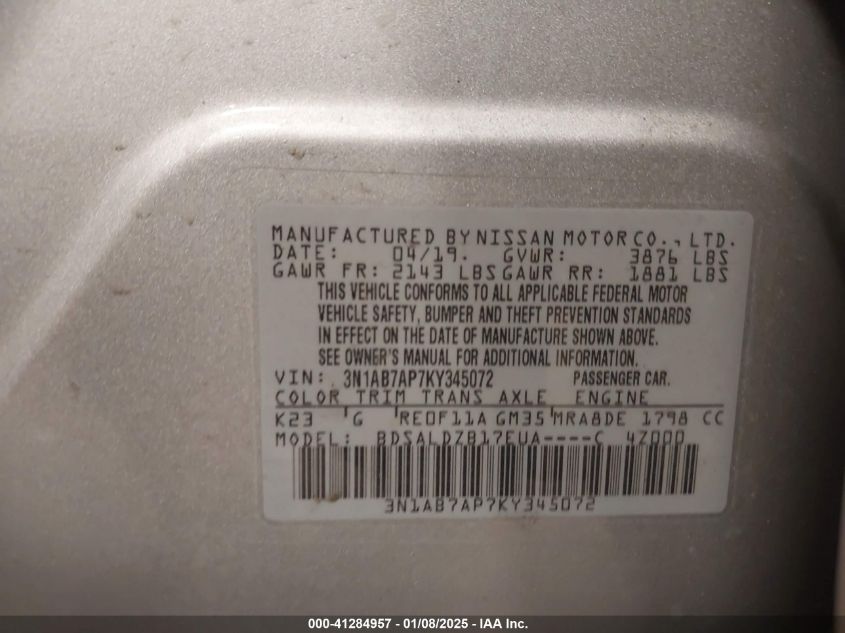 MANUFACTURED BY NISSAN MOTOR CO., LTD.
DATE: 04/19. GVWR: 3876 LBS
GAWR FR: 2143 LBS GAWR RR: 1881 LBS
THIS VEHICLE CONFORMS TO ALL APPLICABLE FEDERAL MOTOR
VEHICLE SAFETY, BUMPER AND THEFT PREVENTION STANDARDS
IN EFFECT ON THE DATE OF MANUFACTURE SHOWN ABOVE.
SEE OWNER'S MANUAL FOR ADDITIONAL INFORMATION.
VIN: 3N1AB7AP7KY345072 PASSENGER CAR.
COLOR TRIM TRANS AXLE ENGINE
K23 G RE0F11A GM35 MRA8DE 1798 CC
MODEL: BDSALDZB17EUA----C 4Z000
3N1AB7AP7KY345072
000-41284957 - 01/08/2025 - IAA Inc.